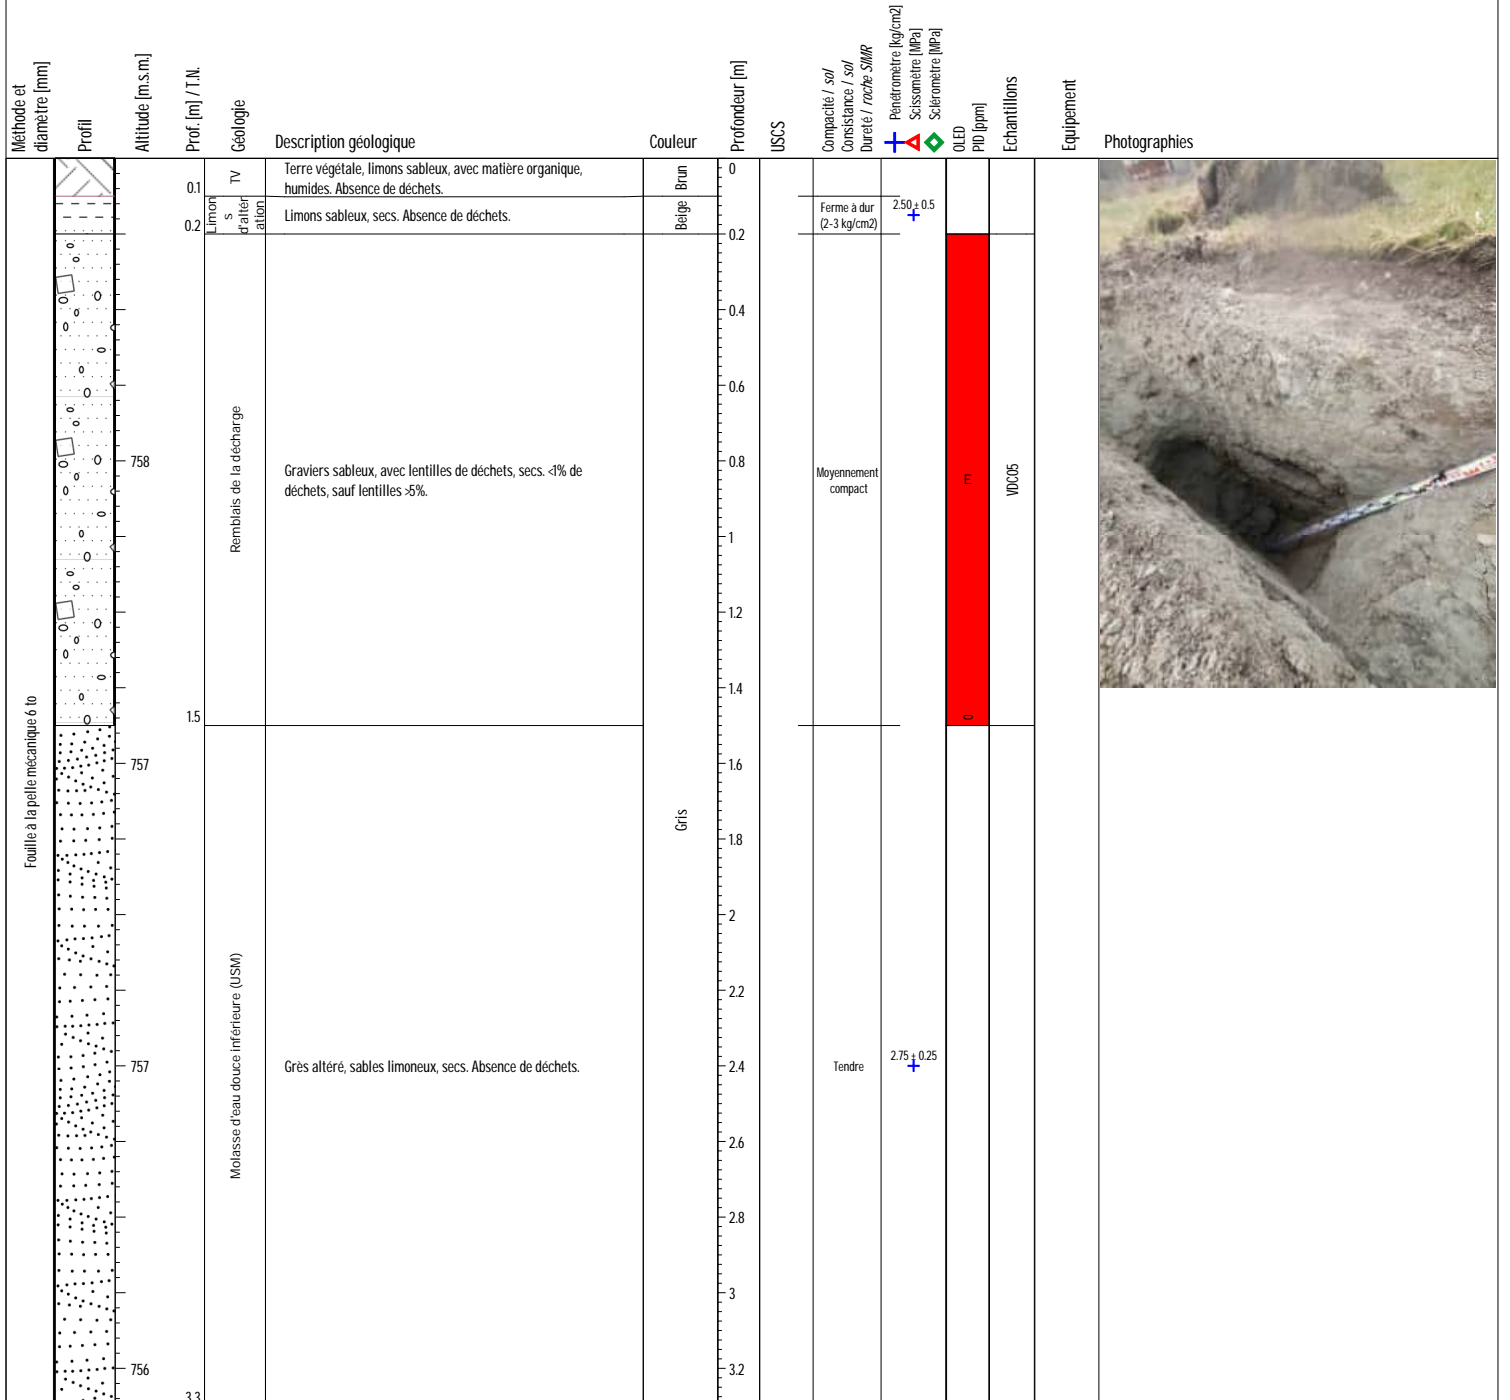 Méthode et
diamètre [mm]
Profil
Altitude [m.s.m.]
Prof. [m] / T.N.
Géologie
Description géologique
Couleur
Profondeur [m]
USCS
Compacité / sol
Consistance / sol
Dureté / roche SIMR
Pénétromètre [kg/cm2]
Scissomètre [MPa]
Scléromètre [MPa]
OLED
PID [ppm]
Echantillons
Equipement
Photographies
Fouille à la pelle mécanique 6 to
0.1
TV
Terre végétale, limons sableux, avec matière organique,
humides. Absence de déchets.
Brun
0
0.2
Limon
s
d'altér
ation
Limons sableux, secs. Absence de déchets.
Beige
Ferme à dur
(2-3 kg/cm2)
2.50 ± 0.5
0.2
0.4
0.6
758
Remblais de la décharge
Graviers sableux, avec lentilles de déchets, secs. <1% de
déchets, sauf lentilles >5%.
0.8
Moyennement
compact
E
VDC05
1
1.2
1.4
1.5
0
757
1.6
Gris
1.8
2
2.2
757
Molasse d'eau douce inférieure (USM)
Grès altéré, sables limoneux, secs. Absence de déchets.
2.4
Tendre
2.75 ± 0.25
2.6
2.8
3
756
3.2
3.3